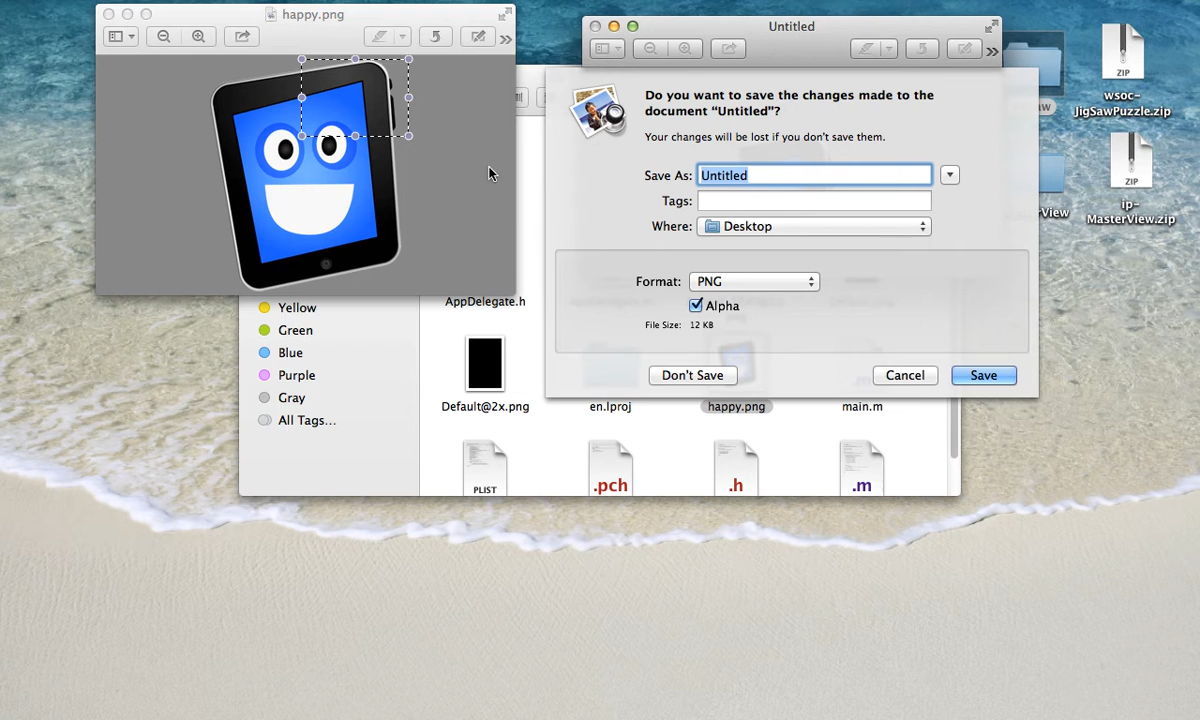 happy.png
Untitled
Do you want to save the changes made to the
document “Untitled”?
Your changes will be lost if you don’t save them.
Save As: Untitled
Tags:
Where: Desktop
Format: PNG
Alpha
File Size: 12 KB
Don’t Save
Cancel
Save
Yellow
Green
Blue
Purple
Gray
All Tags...
AppDelegate.h
Default@2x.png
en.lproj
happy.png
main.m
PLIST
.pch
.h
.m
ZIP
wsoc-
JigSawPuzzle.zip
ZIP
ip-
MasterView.zip